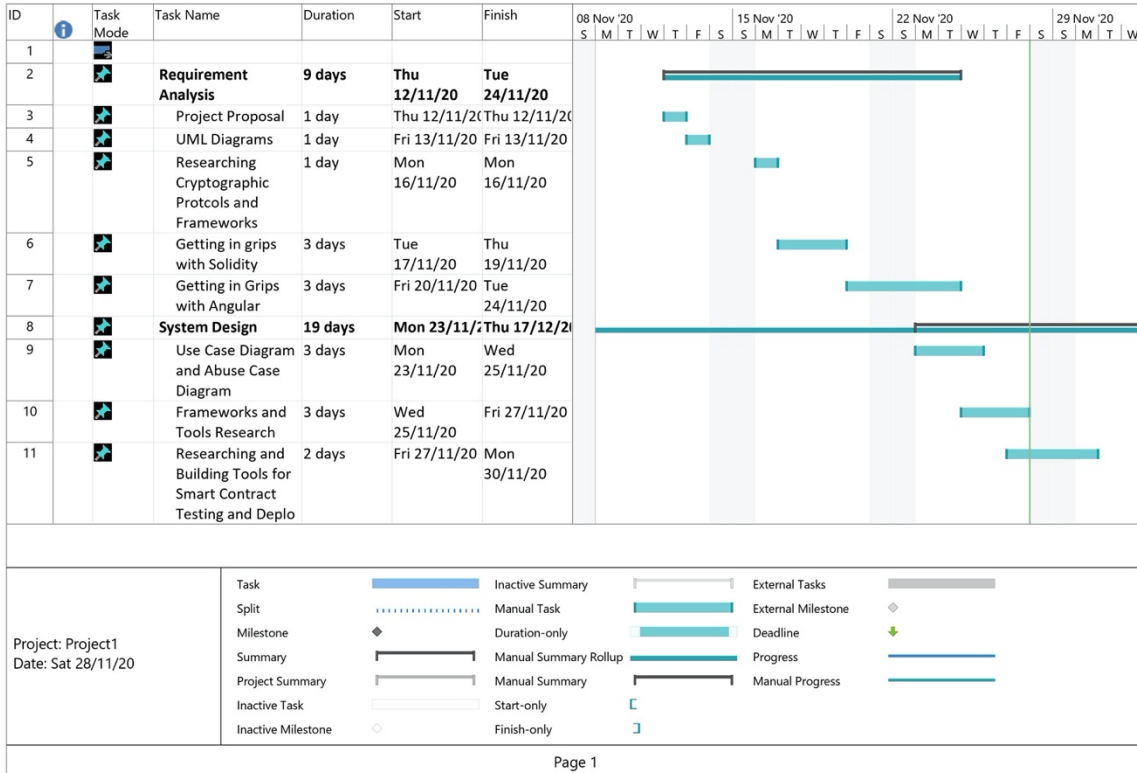 ID Task Mode Task Name Duration Start Finish 08 Nov '20 15 Nov '20 22 Nov '20 29 Nov '20
S M T W T F S S M T W T F S S M T W T F S S M T W
1
2 Requirement Analysis 9 days Thu 12/11/20 Tue 24/11/20
3 Project Proposal 1 day Thu 12/11/20 Thu 12/11/20
4 UML Diagrams 1 day Fri 13/11/20 Fri 13/11/20
5 Researching Cryptographic Protcols and Frameworks 1 day Mon 16/11/20 Mon 16/11/20
6 Getting in grips with Solidity 3 days Tue 17/11/20 Thu 19/11/20
7 Getting in Grips with Angular 3 days Fri 20/11/20 Tue 24/11/20
8 System Design 19 days Mon 23/11/2 Thu 17/12/20
9 Use Case Diagram and Abuse Case Diagram 3 days Mon 23/11/20 Wed 25/11/20
10 Frameworks and Tools Research 3 days Wed 25/11/20 Fri 27/11/20
11 Researching and Building Tools for Smart Contract Testing and Deplo 2 days Fri 27/11/20 Mon 30/11/20
Project: Project1
Date: Sat 28/11/20
Task
Split
Milestone
Summary
Project Summary
Inactive Task
Inactive Milestone
Inactive Summary
Manual Task
Duration-only
Manual Summary Rollup
Manual Summary
Start-only
Finish-only
External Tasks
External Milestone
Deadline
Progress
Manual Progress
Page 1